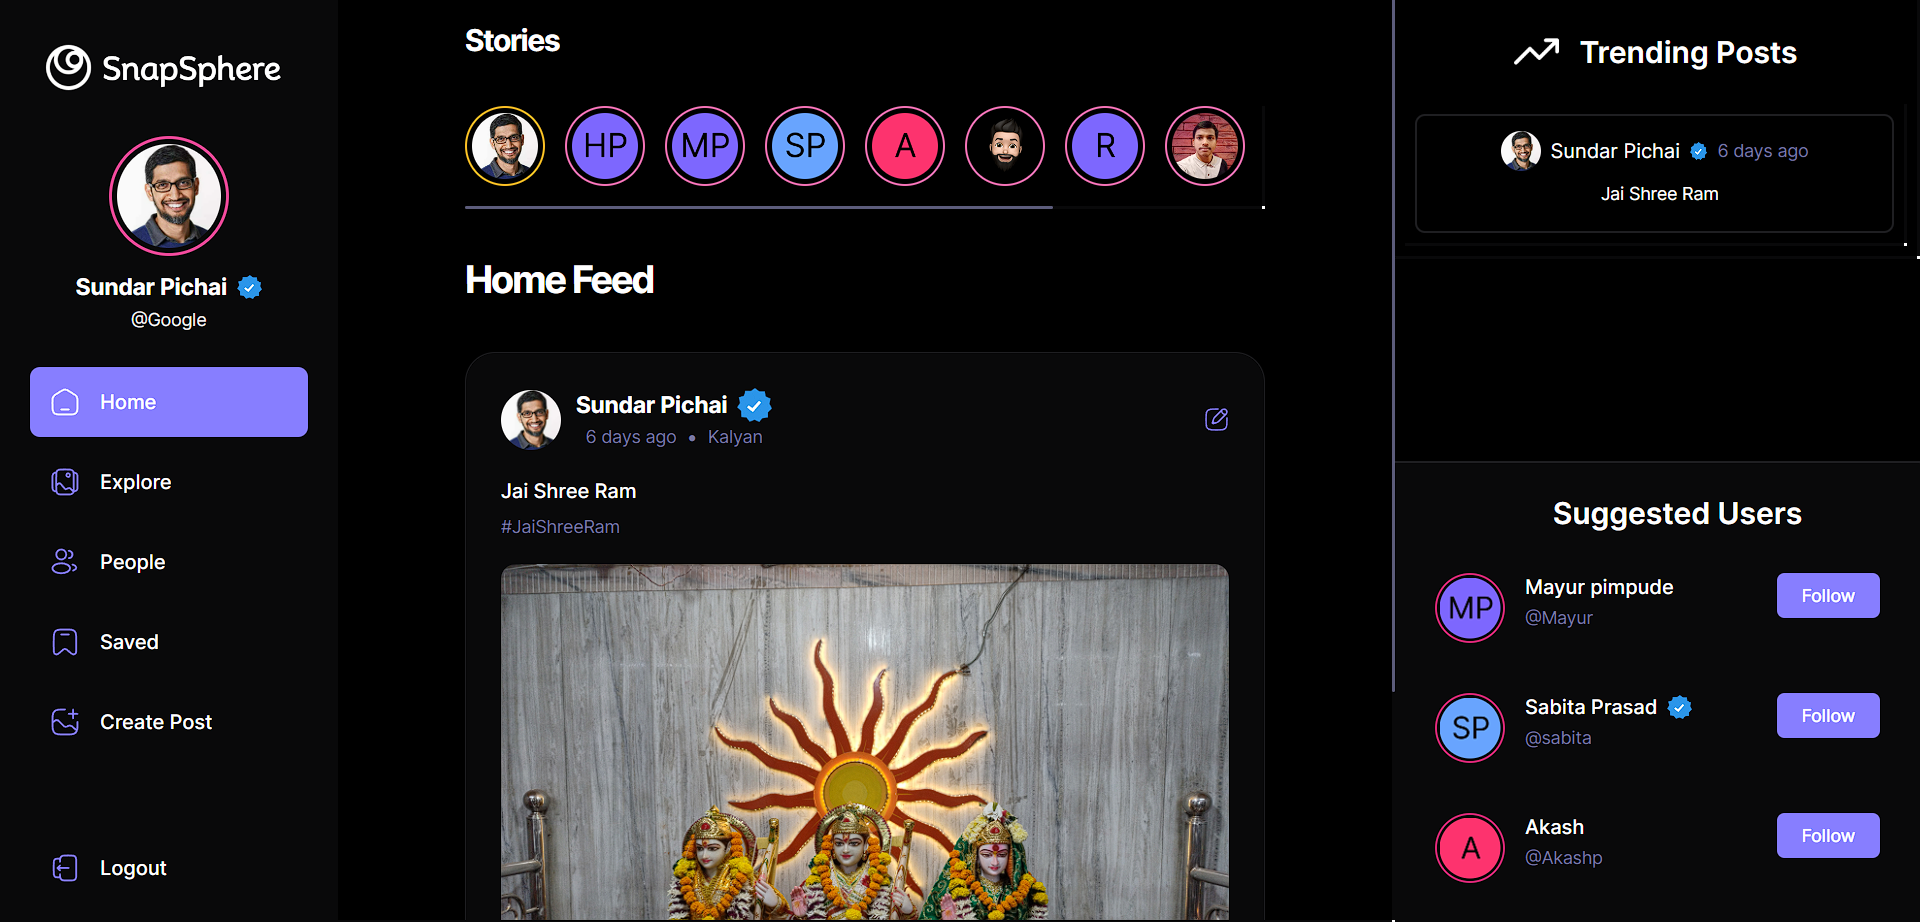 SnapSphere
Sundar Pichai
@Google
Home
Explore
People
Saved
Create Post
Logout
Stories
HP
MP
SP
A
R
Home Feed
Sundar Pichai
6 days ago • Kalyan
Jai Shree Ram
#JaiShreeRam
Trending Posts
Sundar Pichai 6 days ago
Jai Shree Ram
Suggested Users
MP
Mayur pimpude
@Mayur
Follow
SP
Sabita Prasad
@sabita
Follow
A
Akash
@Akashp
Follow